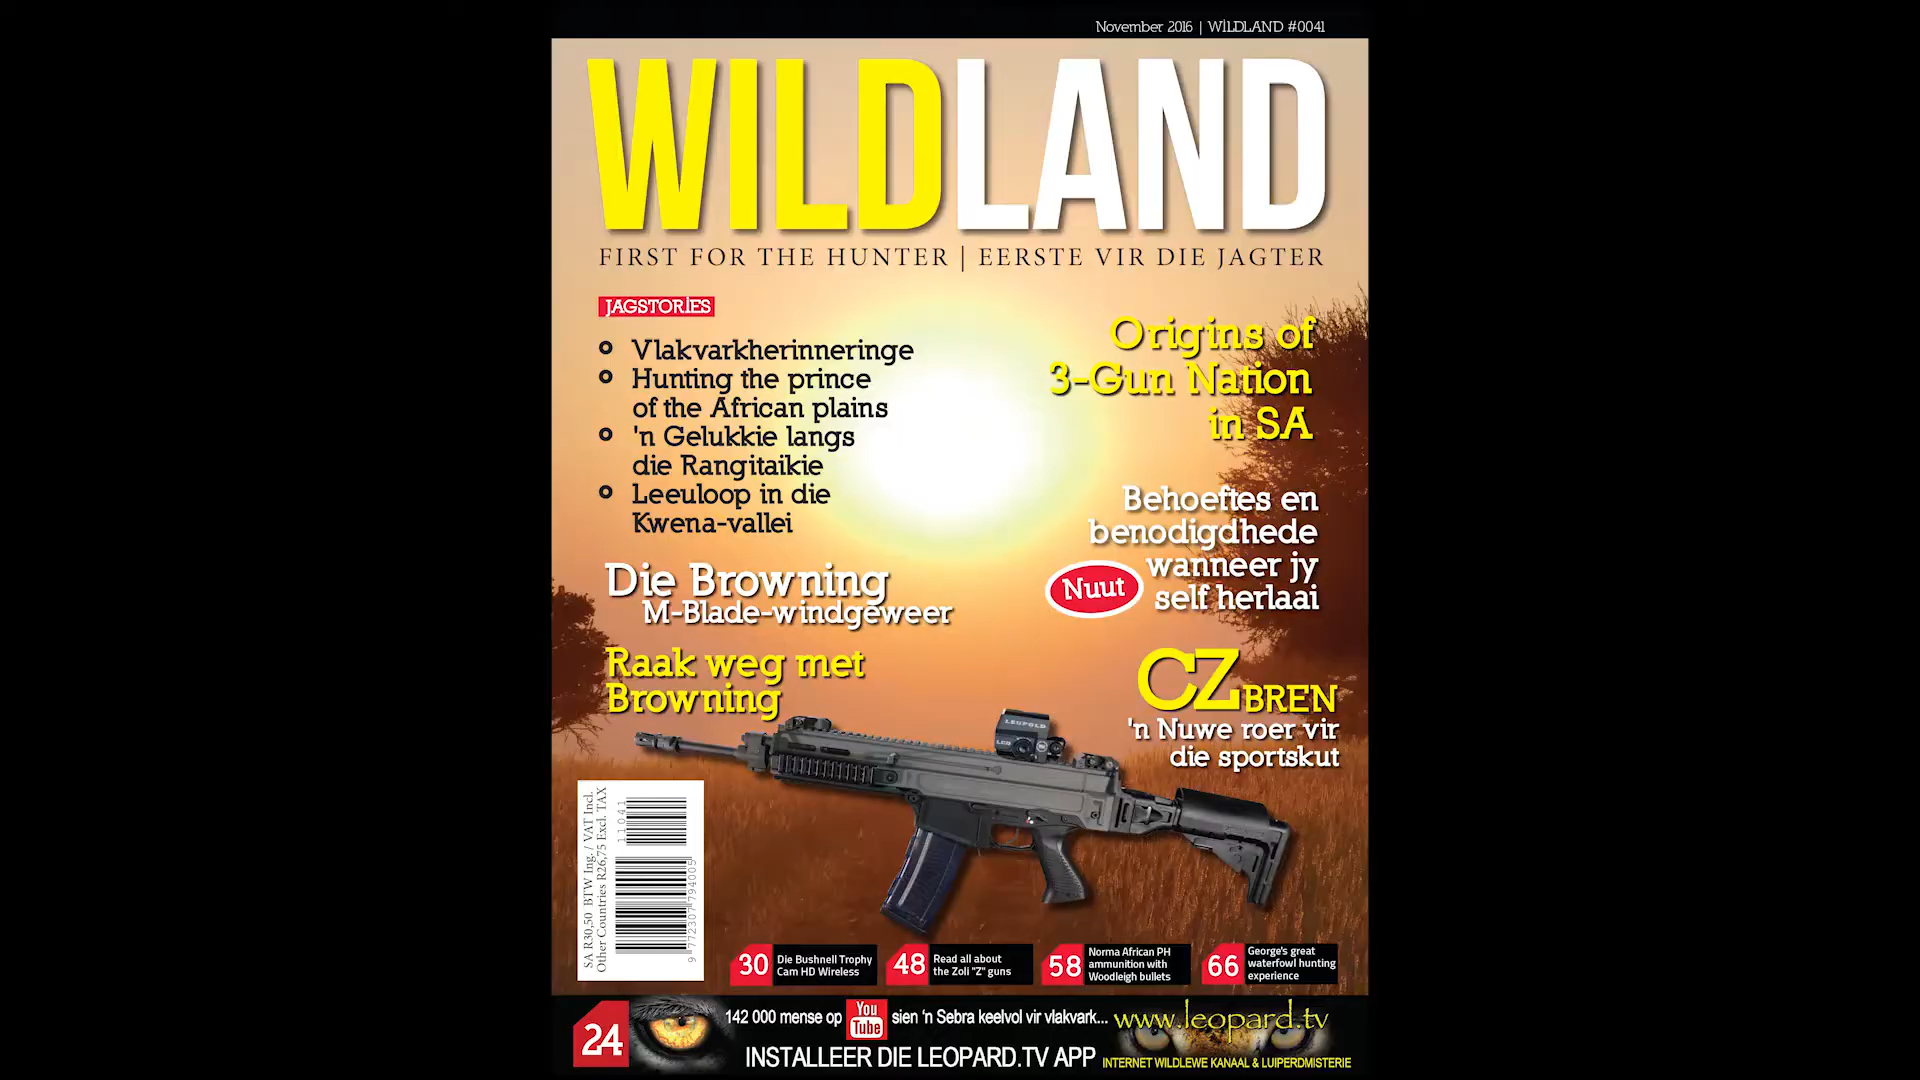 November 2016 | WILDLAND #0041
WILDLAND
FIRST FOR THE HUNTER | EERSTE VIR DIE JAGTER
JAGSTORIES
Vlakvarkherinneringe
Hunting the prince
of the African plains
'n Gelukkie langs
die Rangitaikie
Leeuloop in die
Kwena-vallei
Origins of
3-Gun Nation
in SA
Behoeftes en
benodigdhede
wanneer jy
self herlaai
Nuut
Die Browning
M-Blade-windgeweer
Raak weg met
Browning
CZ BREN
'n Nuwe roer vir
die sportskut
LEUPOLD
LCO
SA R30,50 BTW Ing. / VAT Incl.
Other Countries R26,75 Excl. TAX
11041
9 772307 794005
30 Die Bushnell Trophy
Cam HD Wireless
48 Read all about
the Zoli "Z" guns
58 Norma African PH
ammunition with
Woodleigh bullets
66 George's great
waterfowl hunting
experience
24
142 000 mense op You Tube sien 'n Sebra keelvol vir vlakvark...
INSTALLEER DIE LEOPARD.TV APP
www.leopard.tv
INTERNET WILDLEWE KANAAL & LUIPERDMISTERIE